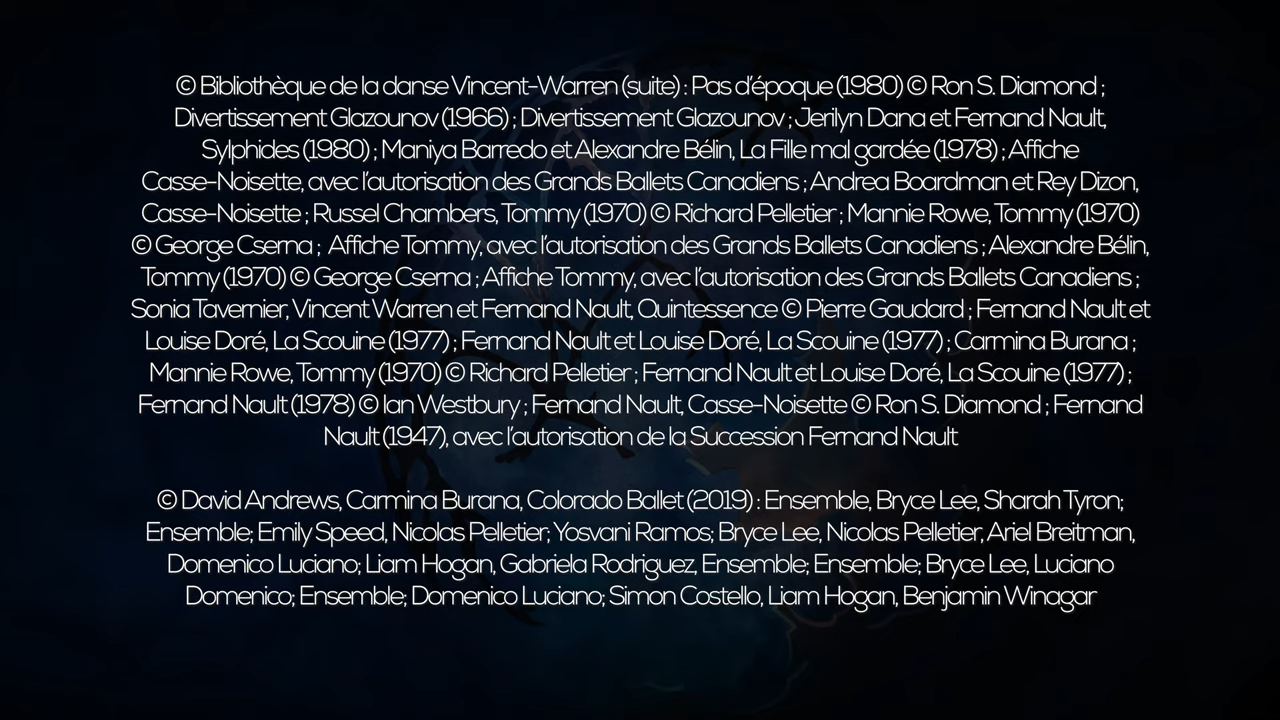 © Bibliothèque de la danse Vincent-Warren (suite) : Pas d'époque (1980) © Ron S. Diamond ;
Divertissement Glazounov (1966) ; Divertissement Glazounov ; Jerilyn Dana et Fernand Nault,
Sylphides (1980) ; Maniya Barredo et Alexandre Bélin, La Fille mal gardée (1978) ; Affiche
Casse-Noisette, avec l'autorisation des Grands Ballets Canadiens ; Andrea Boardman et Rey Dizon,
Casse-Noisette ; Russel Chambers, Tommy (1970) © Richard Pelletier ; Mannie Rowe, Tommy (1970)
© George Cserna ; Affiche Tommy, avec l'autorisation des Grands Ballets Canadiens ; Alexandre Bélin,
Tommy (1970) © George Cserna ; Affiche Tommy, avec l'autorisation des Grands Ballets Canadiens ;
Sonia Tavernier, Vincent Warren et Fernand Nault, Quintessence © Pierre Gaudard ; Fernand Nault et
Louise Doré, La Scouine (1977) ; Fernand Nault et Louise Doré, La Scouine (1977) ; Carmina Burana ;
Mannie Rowe, Tommy (1970) © Richard Pelletier ; Fernand Nault et Louise Doré, La Scouine (1977) ;
Fernand Nault (1978) © Ian Westbury ; Fernand Nault, Casse-Noisette © Ron S. Diamond ; Fernand
Nault (1947), avec l'autorisation de la Succession Fernand Nault
© David Andrews, Carmina Burana, Colorado Ballet (2019) : Ensemble, Bryce Lee, Sharah Tyron;
Ensemble; Emily Speed, Nicolas Pelletier; Yosvani Ramos; Bryce Lee, Nicolas Pelletier, Ariel Breitman,
Domenico Luciano; Liam Hogan, Gabriela Rodriguez, Ensemble; Ensemble; Bryce Lee, Luciano
Domenico; Ensemble; Domenico Luciano; Simon Costello, Liam Hogan, Benjamin Winagar